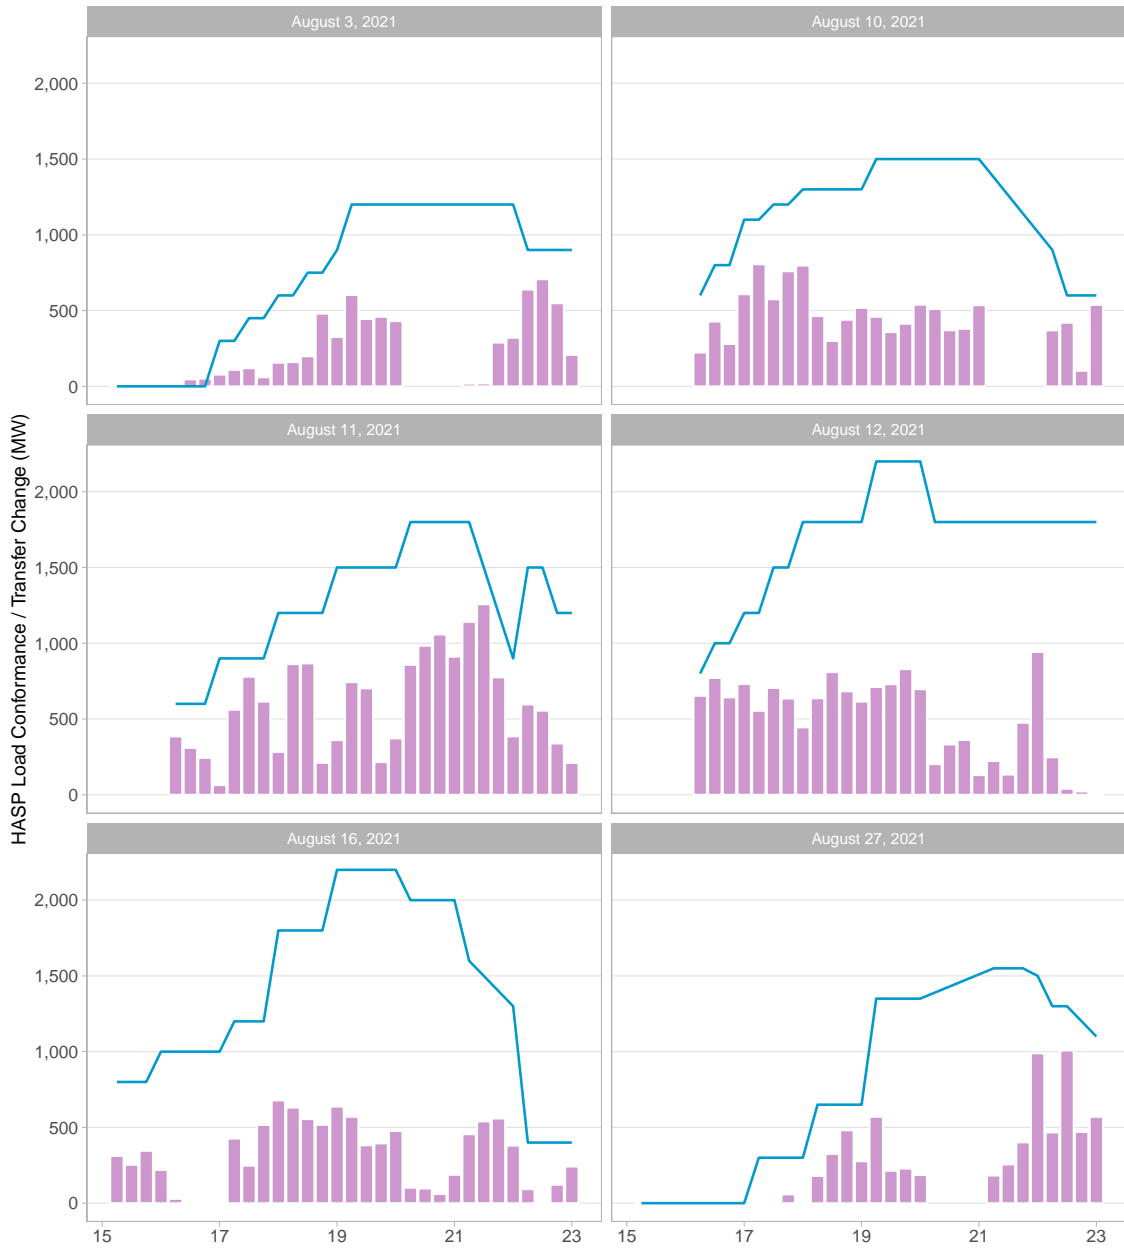 August 3, 2021
August 10, 2021
2,000
1,500
1,000
500
0
August 11, 2021
August 12, 2021
HASP Load Conformance / Transfer Change (MW)
2,000
1,500
1,000
500
0
August 16, 2021
August 27, 2021
2,000
1,500
1,000
500
0
15 17 19 21 23 15 17 19 21 23